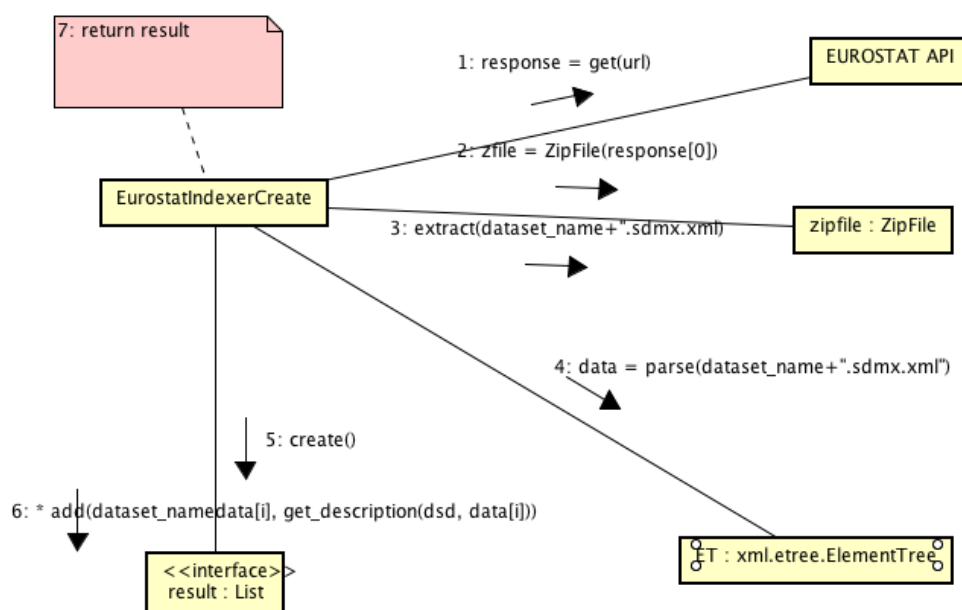 7: return result
1: response = get(url)
EUROSTAT API
2: zfile = ZipFile(response[0])
EurostatIndexerCreate
3: extract(dataset_name+".sdmx.xml)
zipfile : ZipFile
4: data = parse(dataset_name+".sdmx.xml")
5: create()
6: * add(dataset_namedata[i], get_description(dsd, data[i]))
ET : xml.etree.ElementTree
<<interface>>
result : List